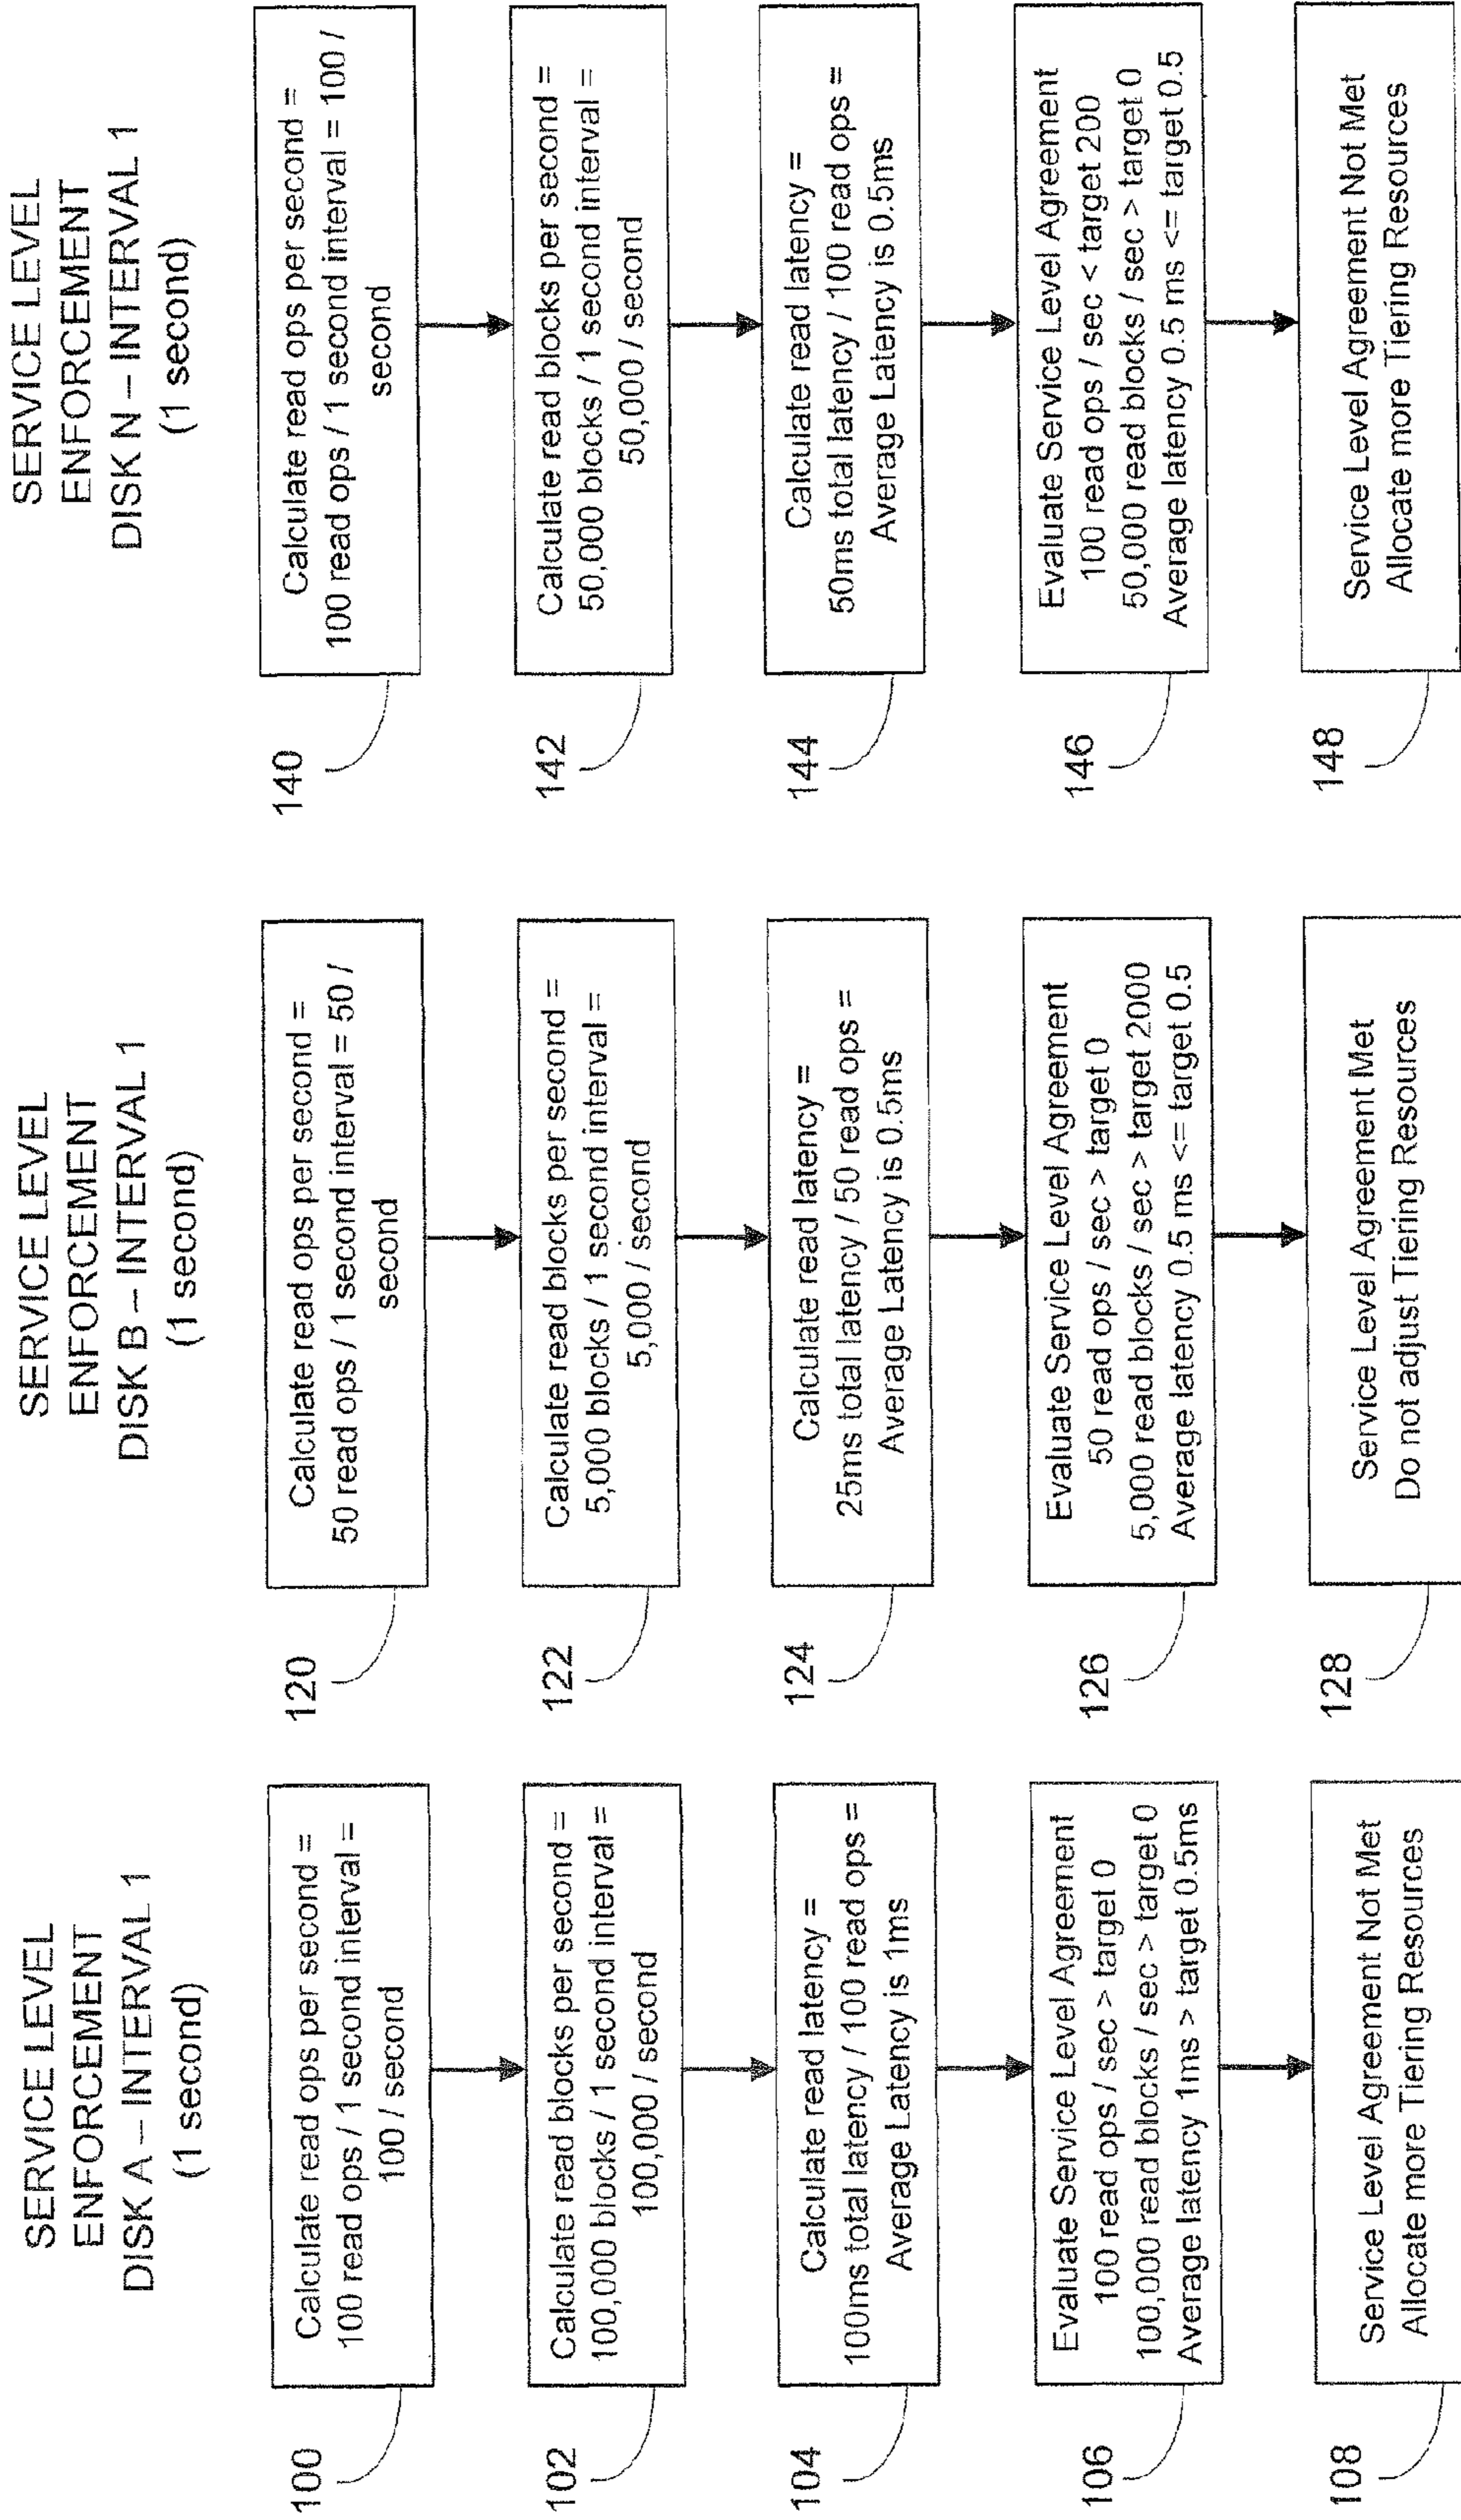 SERVICE LEVEL
ENFORCEMENT
DISK A – INTERVAL 1
(1 second)
100
Calculate read ops per second =
100 read ops / 1 second interval =
100 / second
102
Calculate read blocks per second =
100,000 blocks / 1 second interval =
100,000 / second
104
Calculate read latency =
100ms total latency / 100 read ops =
Average Latency is 1ms
106
Evaluate Service Level Agreement
100 read ops / sec > target 0
100,000 read blocks / sec > target 0
Average latency 1ms > target 0.5ms
108
Service Level Agreement Not Met
Allocate more Tiering Resources
SERVICE LEVEL
ENFORCEMENT
DISK B – INTERVAL 1
(1 second)
120
Calculate read ops per second =
50 read ops / 1 second interval = 50 /
second
122
Calculate read blocks per second =
5,000 blocks / 1 second interval =
5,000 / second
124
Calculate read latency =
25ms total latency / 50 read ops =
Average Latency is 0.5ms
126
Evaluate Service Level Agreement
50 read ops / sec > target 0
5,000 read blocks / sec > target 2000
Average latency 0.5 ms <= target 0.5
128
Service Level Agreement Met
Do not adjust Tiering Resources
SERVICE LEVEL
ENFORCEMENT
DISK N – INTERVAL 1
(1 second)
140
Calculate read ops per second =
100 read ops / 1 second interval = 100 /
second
142
Calculate read blocks per second =
50,000 blocks / 1 second interval =
50,000 / second
144
Calculate read latency =
50ms total latency / 100 read ops =
Average Latency is 0.5ms
146
Evaluate Service Level Agreement
100 read ops / sec < target 200
50,000 read blocks / sec > target 0
Average latency 0.5 ms <= target 0.5
148
Service Level Agreement Not Met
Allocate more Tiering Resources